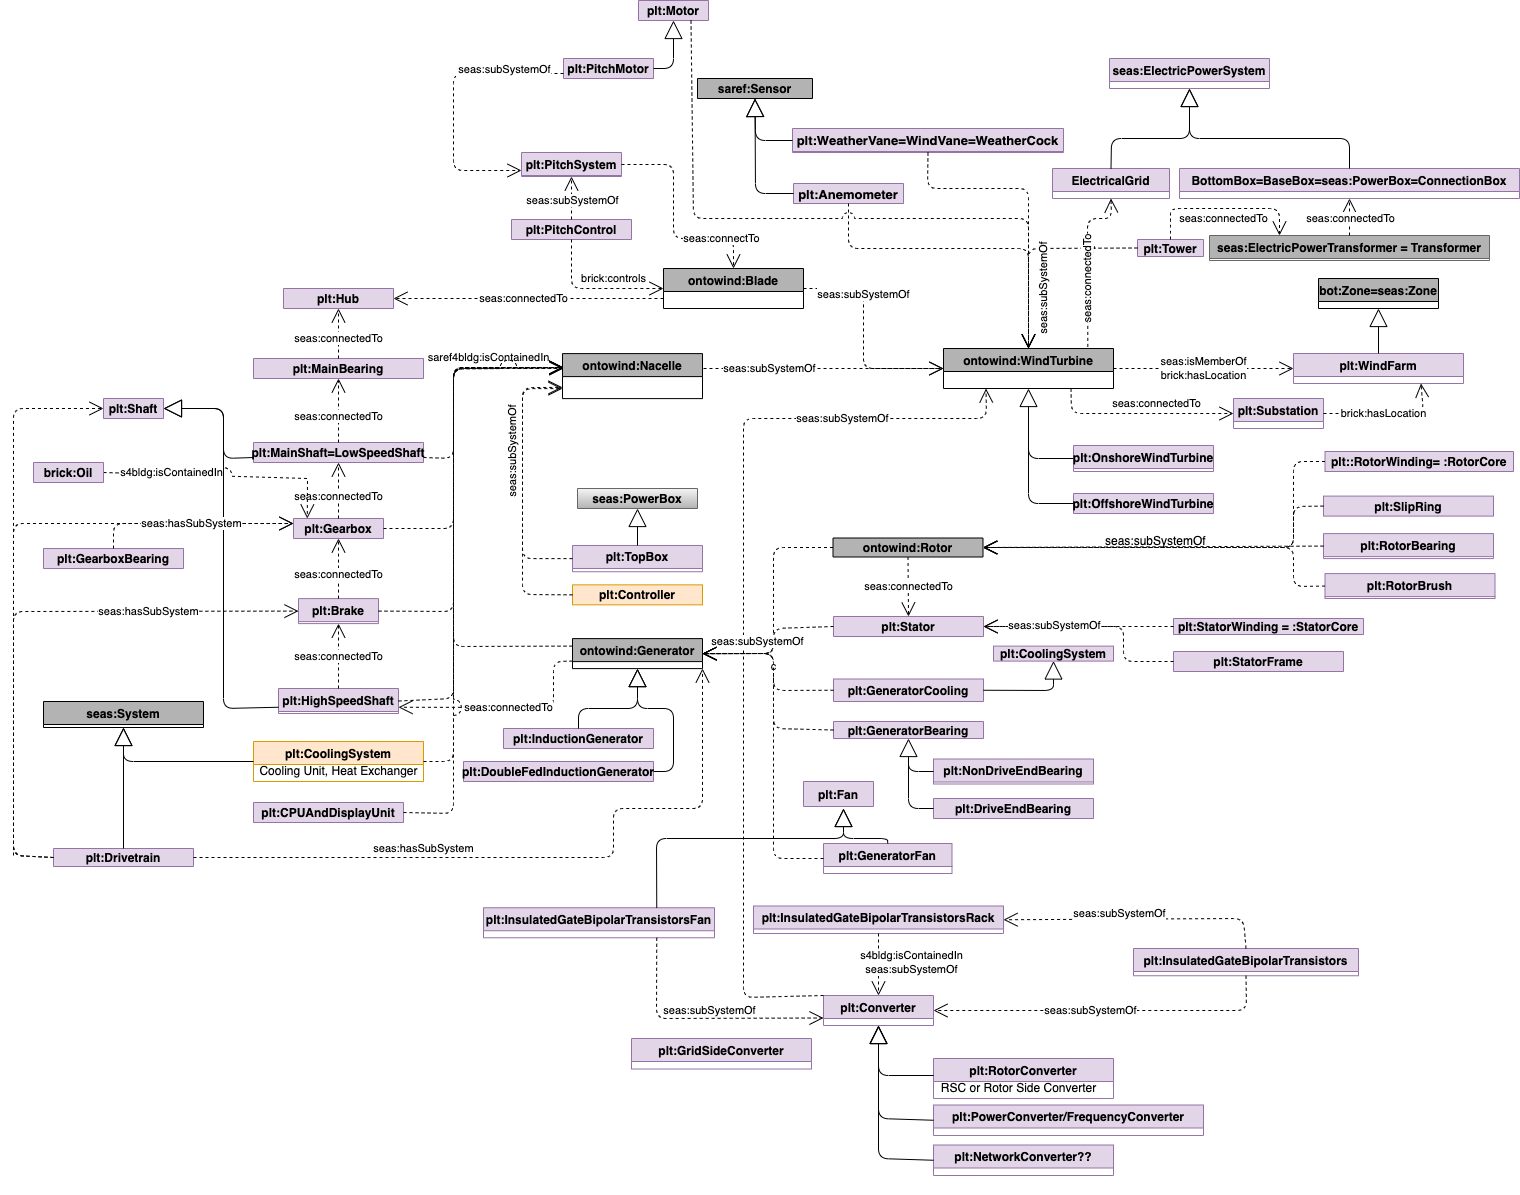 plt:Motor
seas:subSystemOf
plt:PitchMotor
seas:ElectricPowerSystem
saref:Sensor
plt:WeatherVane=WindVane=WeatherCock
plt:PitchSystem
ElectricalGrid
BottomBox=BaseBox=seas:PowerBox=ConnectionBox
plt:Anemometer
seas:subSystemOf
seas:connectedTo
seas:connectedTo
plt:PitchControl
seas:connectTo
plt:Tower
seas:ElectricPowerTransformer = Transformer
seas:subSystemOf
seas:connectedTo
brick:controls
ontowind:Blade
bot:Zone=seas:Zone
plt:Hub
seas:connectedTo
seas:subSystemOf
seas:connectedTo
saref4bldg:isContainedIn
plt:MainBearing
ontowind:Nacelle
seas:subSystemOf
ontowind:WindTurbine
seas:isMemberOf
brick:hasLocation
plt:WindFarm
plt:Shaft
seas:connectedTo
seas:subSystemOf
seas:subSystemOf
seas:connectedTo
plt:Substation
brick:hasLocation
plt:MainShaft=LowSpeedShaft
plt:OnshoreWindTurbine
plt::RotorWinding= :RotorCore
brick:Oil
s4bldg:isContainedIn
seas:connectedTo
seas:PowerBox
plt:OffshoreWindTurbine
plt:SlipRing
seas:hasSubSystem
plt:Gearbox
plt:GearboxBearing
plt:TopBox
ontowind:Rotor
seas:subSystemOf
plt:RotorBearing
seas:connectedTo
plt:Controller
seas:connectedTo
plt:RotorBrush
seas:hasSubSystem
plt:Brake
plt:Stator
seas:subSystemOf
plt:StatorWinding = :StatorCore
seas:connectedTo
ontowind:Generator
seas:subSystemOf
plt:CoolingSystem
plt:StatorFrame
plt:HighSpeedShaft
seas:connectedTo
plt:GeneratorCooling
seas:System
plt:InductionGenerator
plt:GeneratorBearing
plt:CoolingSystem
Cooling Unit, Heat Exchanger
plt:DoubleFedInductionGenerator
plt:NonDriveEndBearing
plt:CPUAndDisplayUnit
plt:Fan
plt:DriveEndBearing
plt:Drivetrain
seas:hasSubSystem
plt:GeneratorFan
plt:InsulatedGateBipolarTransistorsFan
plt:InsulatedGateBipolarTransistorsRack
seas:subSystemOf
s4bldg:isContainedIn
seas:subSystemOf
plt:InsulatedGateBipolarTransistors
seas:subSystemOf
plt:Converter
seas:subSystemOf
plt:GridSideConverter
plt:RotorConverter
RSC or Rotor Side Converter
plt:PowerConverter/FrequencyConverter
plt:NetworkConverter??